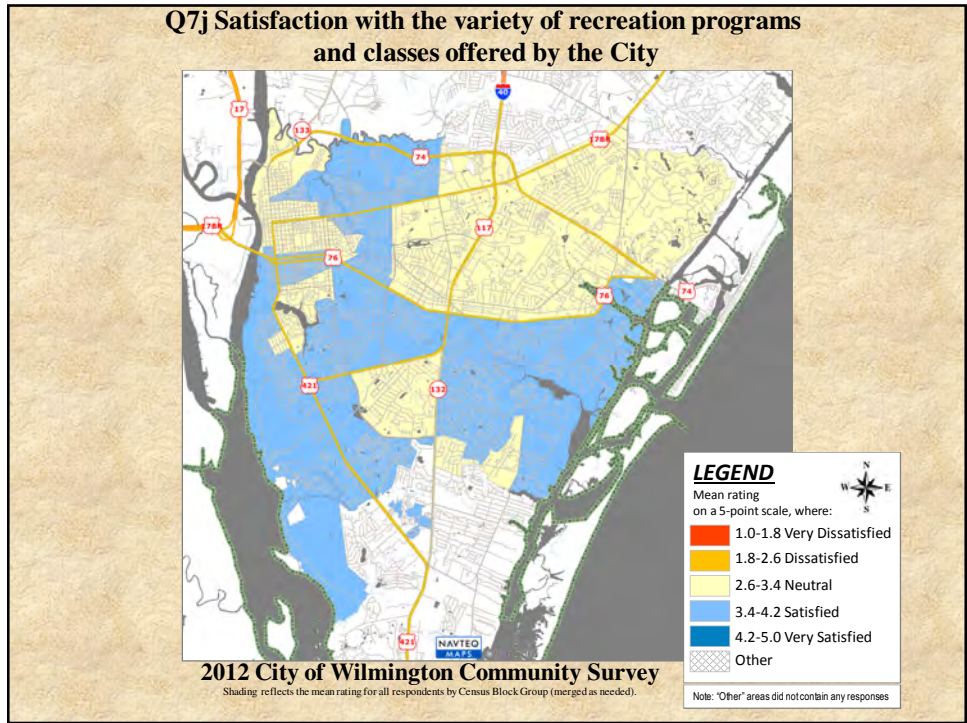 Q7j Satisfaction with the variety of recreation programs
and classes offered by the City
40
17
133
17BR
74
117
17BR
76
76
74
421
132
421
NAVTEQ
MAPS
LEGEND
Mean rating
on a 5-point scale, where:
N
W E
S
1.0-1.8 Very Dissatisfied
1.8-2.6 Dissatisfied
2.6-3.4 Neutral
3.4-4.2 Satisfied
4.2-5.0 Very Satisfied
Other
Note: “Other” areas did not contain any responses
2012 City of Wilmington Community Survey
Shading reflects the mean rating for all respondents by Census Block Group (merged as needed).